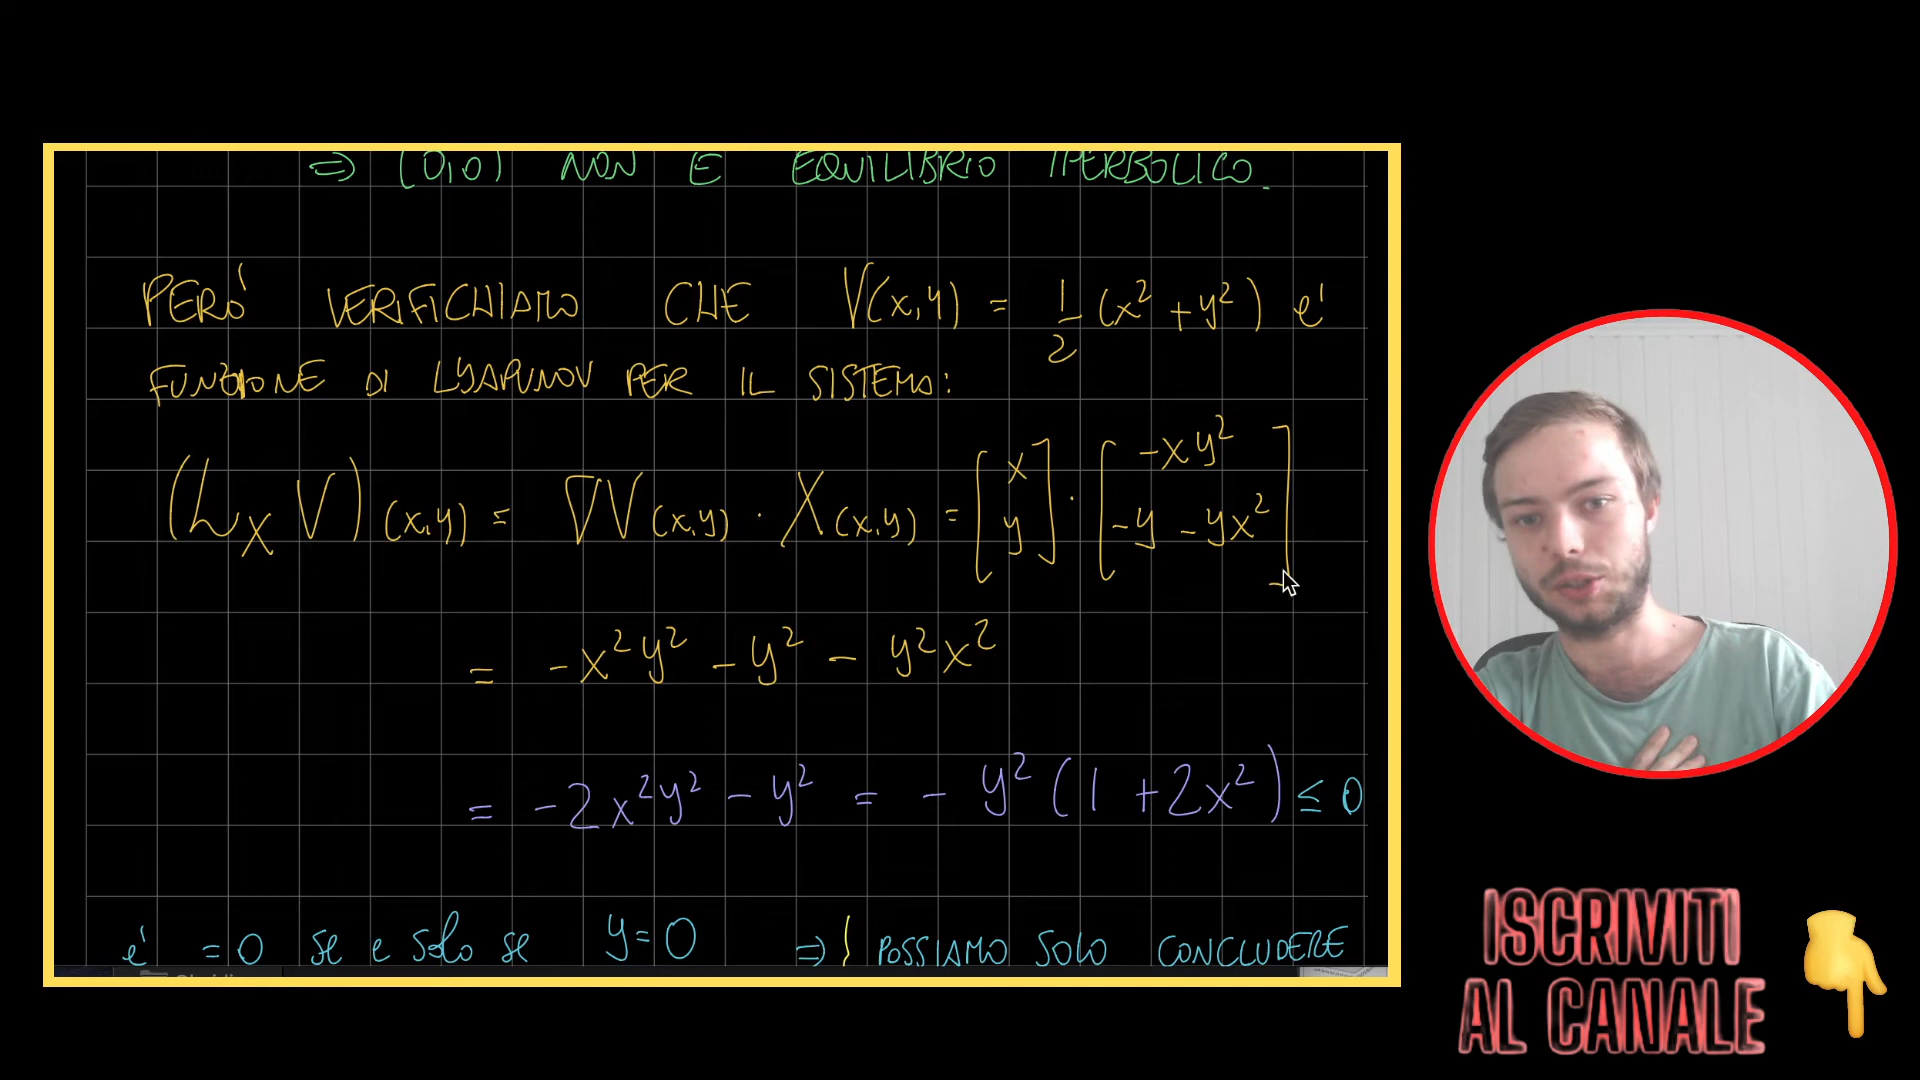 ⇒ (0,0) NON E EQUILIBRIO IPERBOLICO.
PERO' VERIFICHIAMO CHE V(x,y) = 1/2 (x² + y²) e'
FUNZIONE DI LYAPUNOV PER IL SISTEMA:
(L_X V)(x,y) = ∇V(x,y) · X(x,y) = [x y] · [-xy² -y -yx²]
= -x²y² - y² - y²x²
= -2x²y² - y² = - y² (1 + 2x²) ≤ 0
e' =0 se e solo se y=0 ⇒ } POSSIAMO SOLO CONCLUDERE
ISCRIVITI
AL CANALE